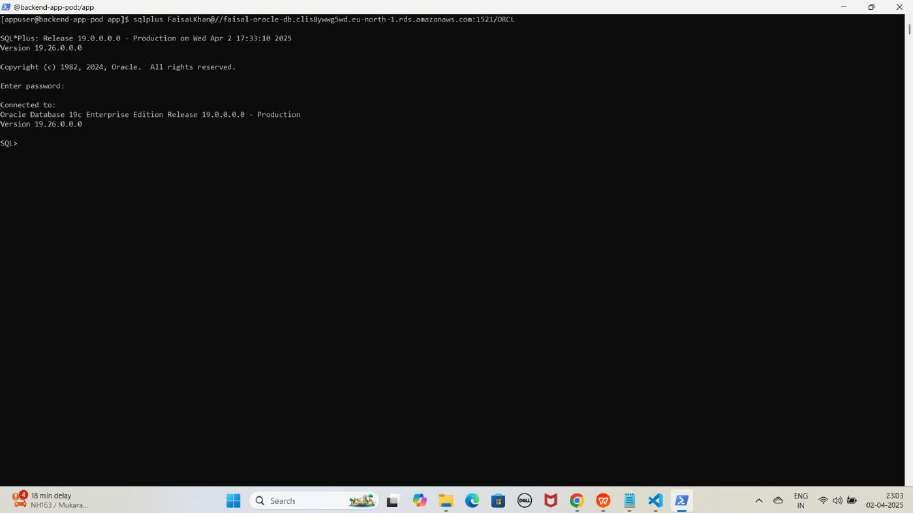 @backend-app-pod:/app
[appuser@backend-app-pod app]$ sqlplus FaisalKhan@//faisal-oracle-db.clis8ywwg5wd.eu-north-1.rds.amazonaws.com:1521/ORCL
SQL*Plus: Release 19.0.0.0.0 - Production on Wed Apr 2 17:33:10 2025
Version 19.26.0.0.0
Copyright (c) 1982, 2024, Oracle.  All rights reserved.
Enter password:
Connected to:
Oracle Database 19c Enterprise Edition Release 19.0.0.0.0 - Production
Version 19.26.0.0.0
SQL>
4
18 min delay
NH163 / Mukara...
Search
DELL
ENG
IN
23:03
02-04-2025